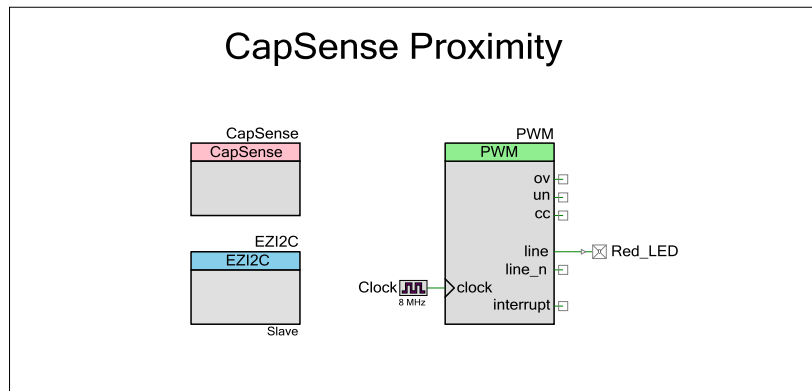 CapSense Proximity
CapSense
CapSense
EZI2C
EZI2C
Slave
PWM
PWM
ov
un
cc
line
Red_LED
line_n
Clock
8 MHz
clock
interrupt